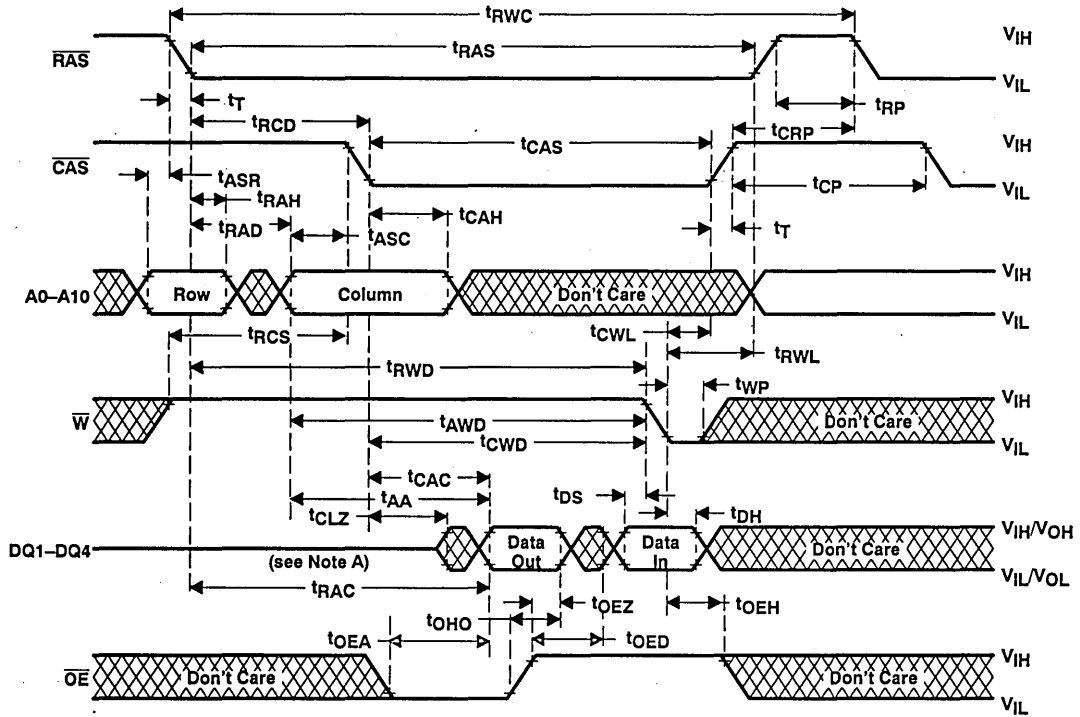 tRWC
RAS
tRAS
VIH
VIL
tT
tRP
tRCD
tCRP
CAS
tCAS
VIH
VIL
tASR
tCP
tRAH
tCAH
tRAD
tASC
tT
A0–A10
Row
Column
Don't Care
VIH
VIL
tRCS
tCWL
tRWL
tRWD
tWP
W
tAWD
Don't Care
VIH
VIL
tCWD
tCAC
tAA
tDS
tCLZ
tDH
DQ1–DQ4
(see Note A)
Data Out
Data In
Don't Care
VIH/VOH
VIL/VOL
tRAC
tOEZ
tOEH
tOHO
tOEA
tOED
OE
Don't Care
Don't Care
VIH
VIL